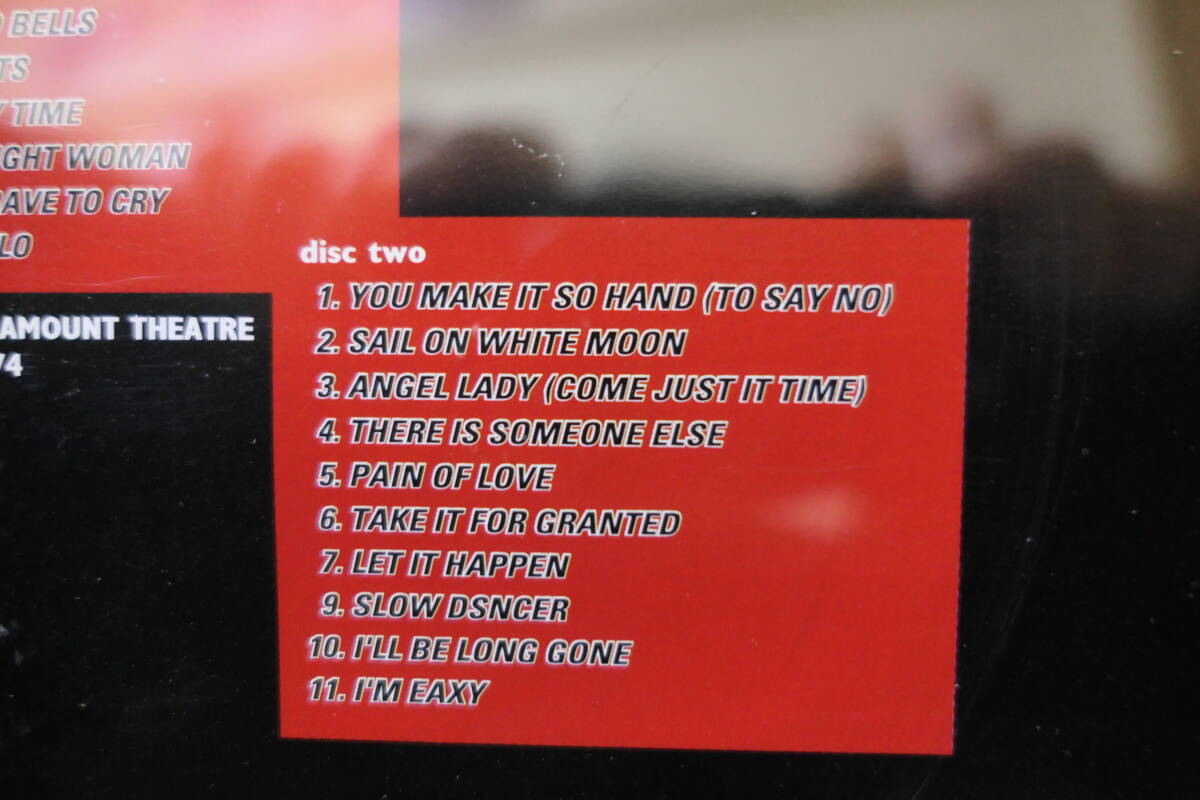 BELLS
TS
TIME
GHT WOMAN
AVE TO CRY
LO
AMOUNT THEATRE
74
disc two
1. YOU MAKE IT SO HAND (TO SAY NO)
2. SAIL ON WHITE MOON
3. ANGEL LADY (COME JUST IT TIME)
4. THERE IS SOMEONE ELSE
5. PAIN OF LOVE
6. TAKE IT FOR GRANTED
7. LET IT HAPPEN
9. SLOW DSNCER
10. I'LL BE LONG GONE
11. I'M EAXY